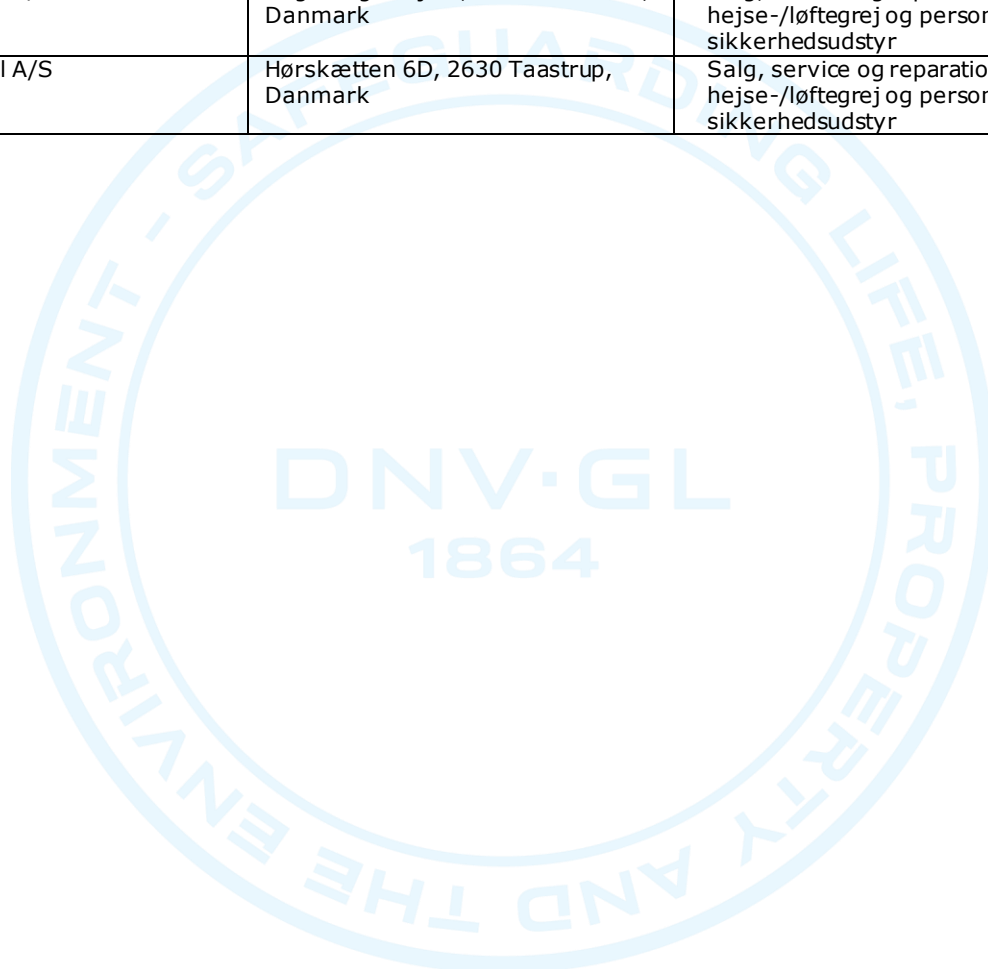 Danmark
hejse-/løftegrej og person
sikkerhedsudstyr
l A/S
Hørskætten 6D, 2630 Taastrup,
Danmark
Salg, service og reparatio
hejse-/løftegrej og person
sikkerhedsudstyr
SAFEGUARDING LIFE, PROPERTY AND THE ENVIRONMENT -
DNV·GL
1864